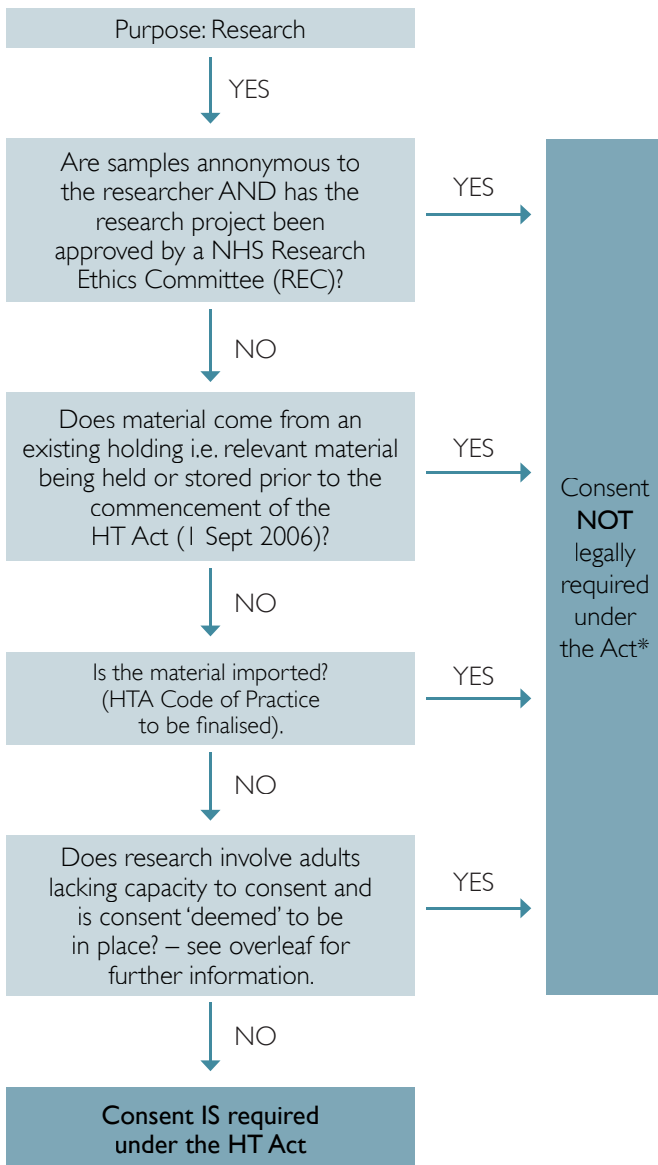 Purpose: Research
YES
Are samples annonymous to
the researcher AND has the
research project been
approved by a NHS Research
Ethics Committee (REC)?
YES
NO
Does material come from an
existing holding i.e. relevant material
being held or stored prior to the
commencement of the
HT Act (1 Sept 2006)?
YES
NO
Is the material imported?
(HTA Code of Practice
to be finalised).
YES
NO
Does research involve adults
lacking capacity to consent and
is consent ‘deemed’ to be
in place? – see overleaf for
further information.
YES
NO
Consent IS required
under the HT Act
Consent
NOT
legally
required
under
the Act*